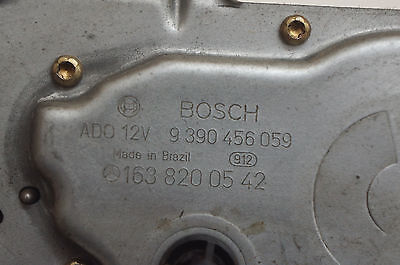 BOSCH
ADO 12V 9 390 456 059
Made in Brazil 912
163 820 05 42